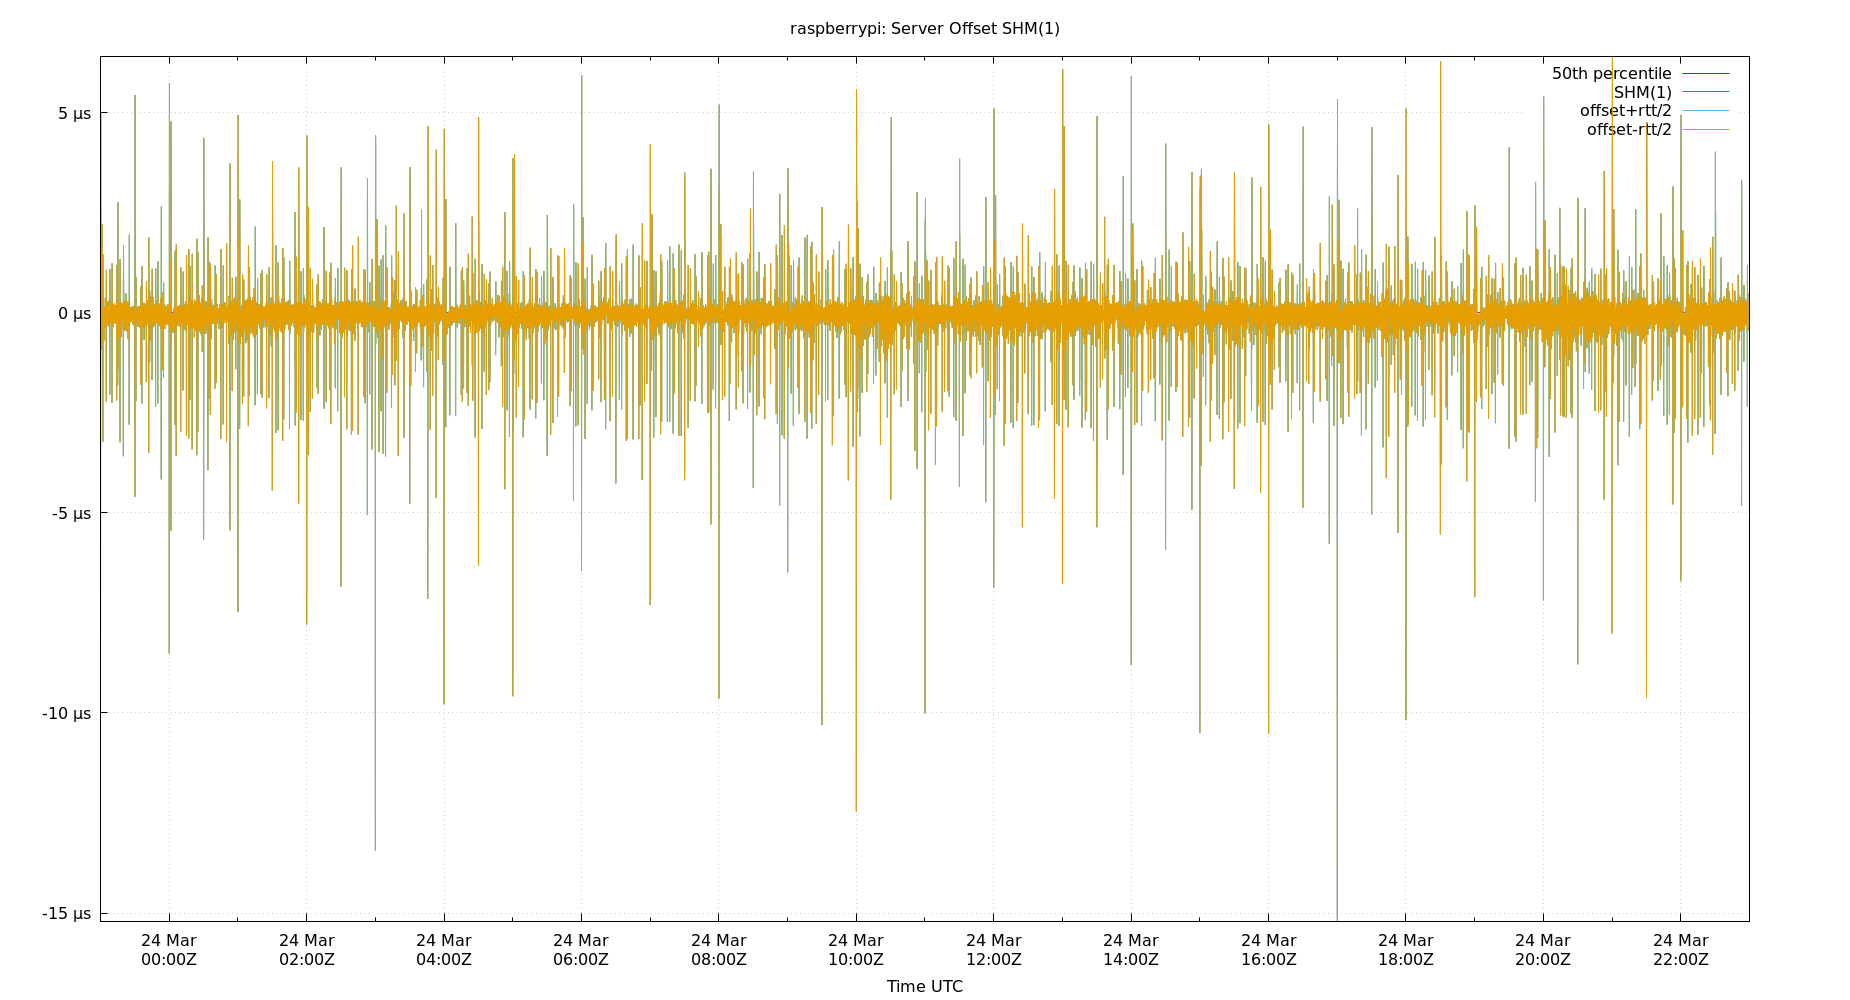 raspberrypi: Server Offset SHM(1)
50th percentile
SHM(1)
offset+rtt/2
offset-rtt/2
5 µs
0 µs
-5 µs
-10 µs
-15 µs
24 Mar 24 Mar 24 Mar 24 Mar 24 Mar 24 Mar 24 Mar 24 Mar 24 Mar 24 Mar 24 Mar 24 Mar
00:00Z 02:00Z 04:00Z 06:00Z 08:00Z 10:00Z 12:00Z 14:00Z 16:00Z 18:00Z 20:00Z 22:00Z
Time UTC